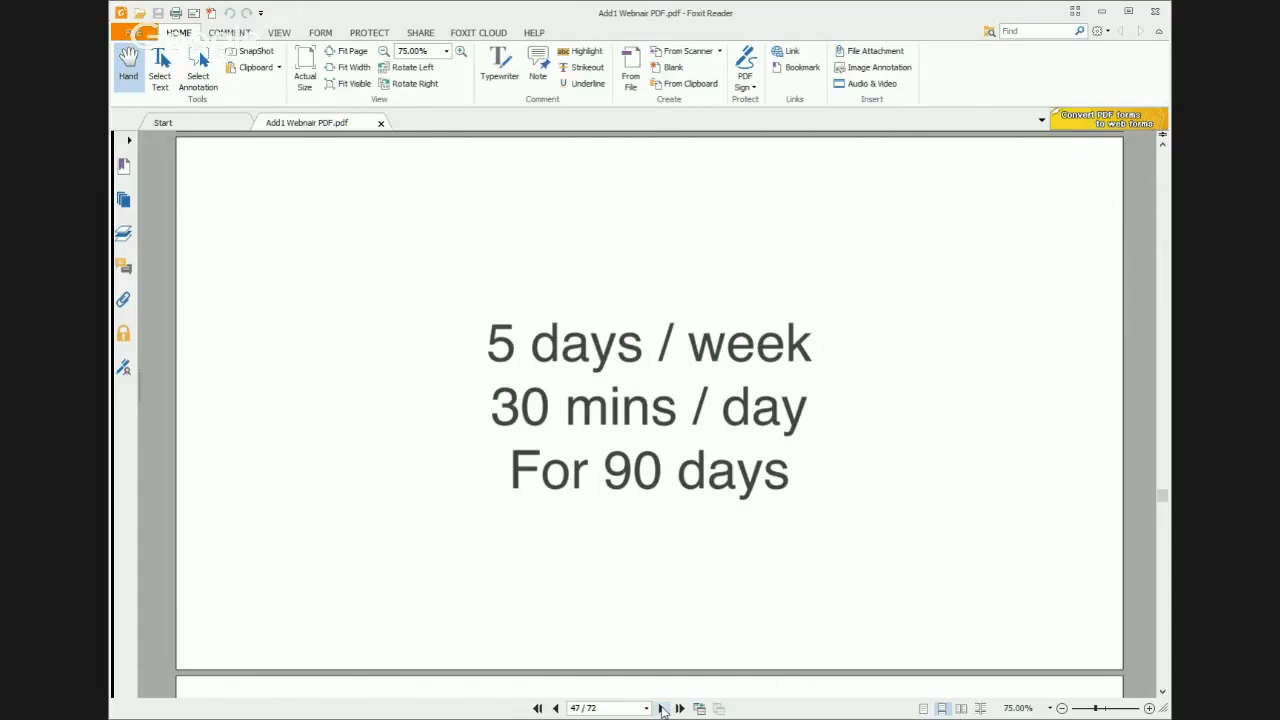 Add1 Webnair PDF.pdf - Foxit Reader
FILE HOME COMMENT VIEW FORM PROTECT SHARE FOXIT CLOUD HELP
Find
Hand
Select Text
Select Annotation
SnapShot
Clipboard
Tools
Actual Size
Fit Page
Fit Width
Fit Visible
75.00%
Rotate Left
Rotate Right
View
Typewriter
Note
Highlight
Strikeout
Underline
Comment
From File
From Scanner
Blank
From Clipboard
Create
PDF Sign
Protect
Link
Bookmark
Links
File Attachment
Image Annotation
Audio & Video
Insert
Start
Add1 Webnair PDF.pdf
Convert PDF forms
to web forms
5 days / week
30 mins / day
For 90 days
47 / 72
75.00%